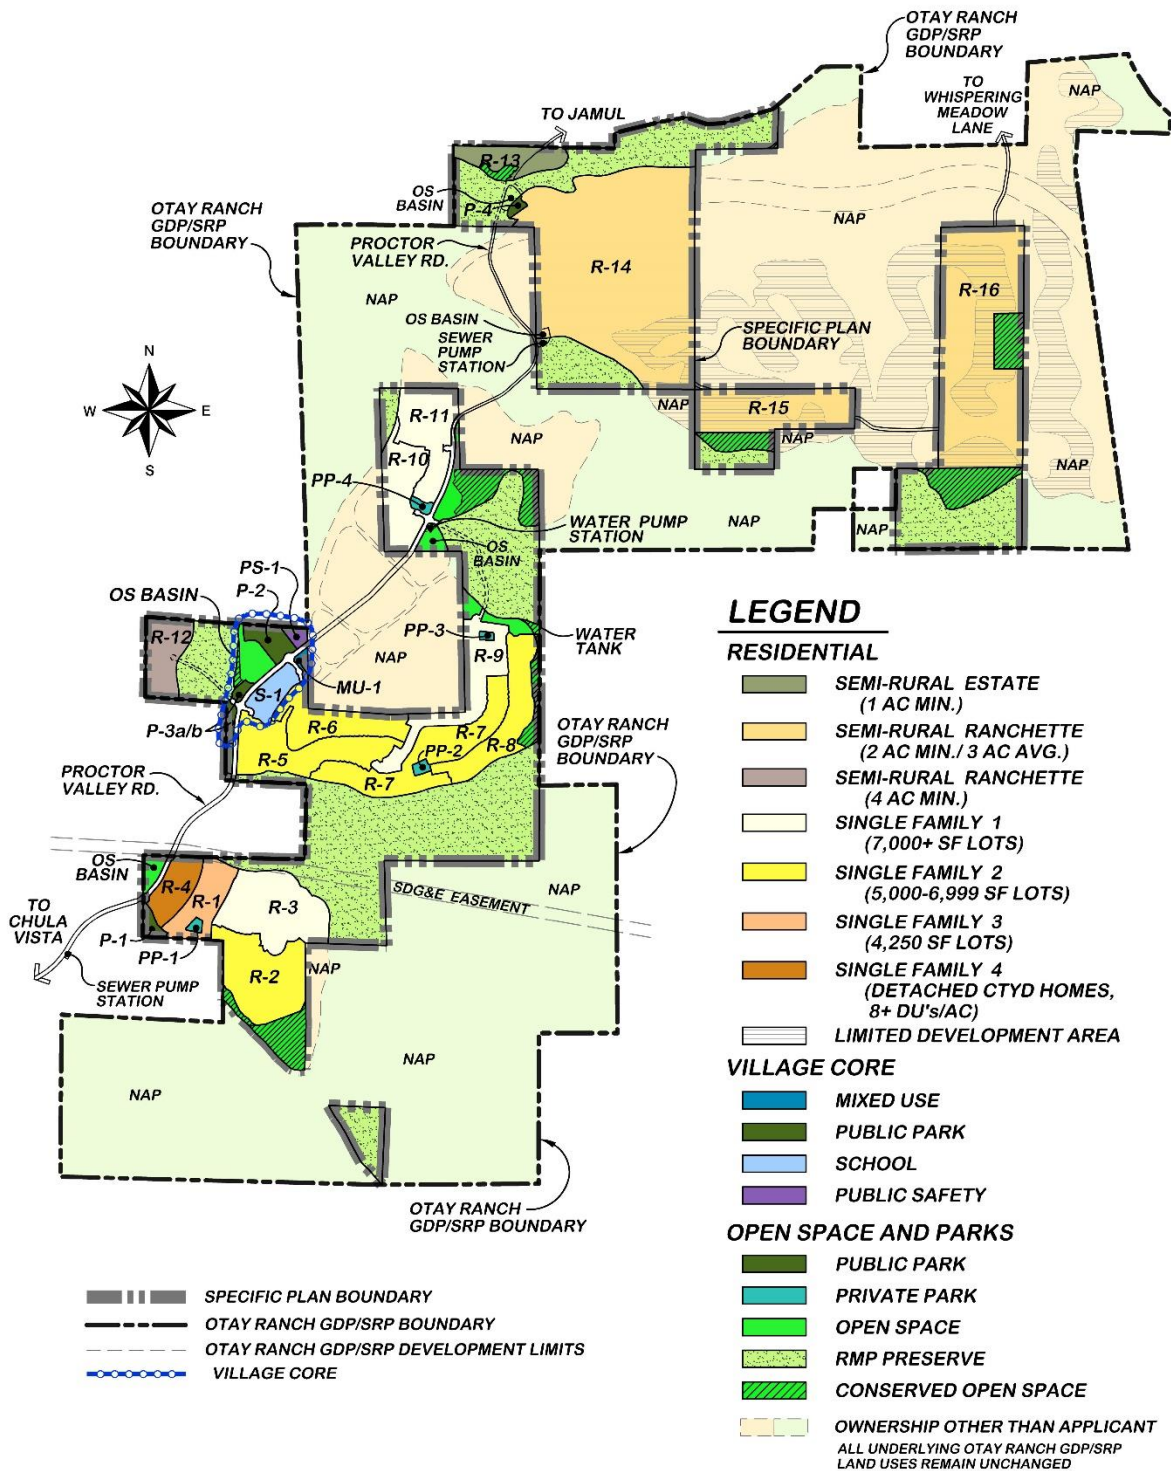 OTAY RANCH
GDP/SRP
BOUNDARY
TO
WHISPERING
MEADOW
LANE
NAP
TO JAMUL
R-13
OS
BASIN
P-4
OTAY RANCH
GDP/SRP
BOUNDARY
PROCTOR
VALLEY RD.
NAP
R-14
NAP
R-16
NAP
OS BASIN
SEWER
PUMP
STATION
SPECIFIC PLAN
BOUNDARY
N
W
E
S
R-11
NAP
NAP
R-15
NAP
R-10
NAP
PP-4
WATER PUMP
STATION
NAP
NAP
OS
BASIN
PS-1
P-2
OS BASIN
R-12
PP-3
R-9
WATER
TANK
NAP
MU-1
S-1
P-3a/b
R-6
R-7
R-8
PP-2
R-5
R-7
OTAY RANCH
GDP/SRP
BOUNDARY
PROCTOR
VALLEY RD.
OS
BASIN
R-4
R-1
R-3
SDG&E EASEMENT
NAP
TO
CHULA
VISTA
P-1
PP-1
R-2
NAP
SEWER PUMP
STATION
NAP
NAP
OTAY RANCH
GDP/SRP BOUNDARY
SPECIFIC PLAN BOUNDARY
OTAY RANCH GDP/SRP BOUNDARY
OTAY RANCH GDP/SRP DEVELOPMENT LIMITS
VILLAGE CORE
LEGEND
RESIDENTIAL
SEMI-RURAL ESTATE
(1 AC MIN.)
SEMI-RURAL RANCHETTE
(2 AC MIN./ 3 AC AVG.)
SEMI-RURAL RANCHETTE
(4 AC MIN.)
SINGLE FAMILY 1
(7,000+ SF LOTS)
SINGLE FAMILY 2
(5,000-6,999 SF LOTS)
SINGLE FAMILY 3
(4,250 SF LOTS)
SINGLE FAMILY 4
(DETACHED CTYD HOMES,
8+ DU's/AC)
LIMITED DEVELOPMENT AREA
VILLAGE CORE
MIXED USE
PUBLIC PARK
SCHOOL
PUBLIC SAFETY
OPEN SPACE AND PARKS
PUBLIC PARK
PRIVATE PARK
OPEN SPACE
RMP PRESERVE
CONSERVED OPEN SPACE
OWNERSHIP OTHER THAN APPLICANT
ALL UNDERLYING OTAY RANCH GDP/SRP
LAND USES REMAIN UNCHANGED